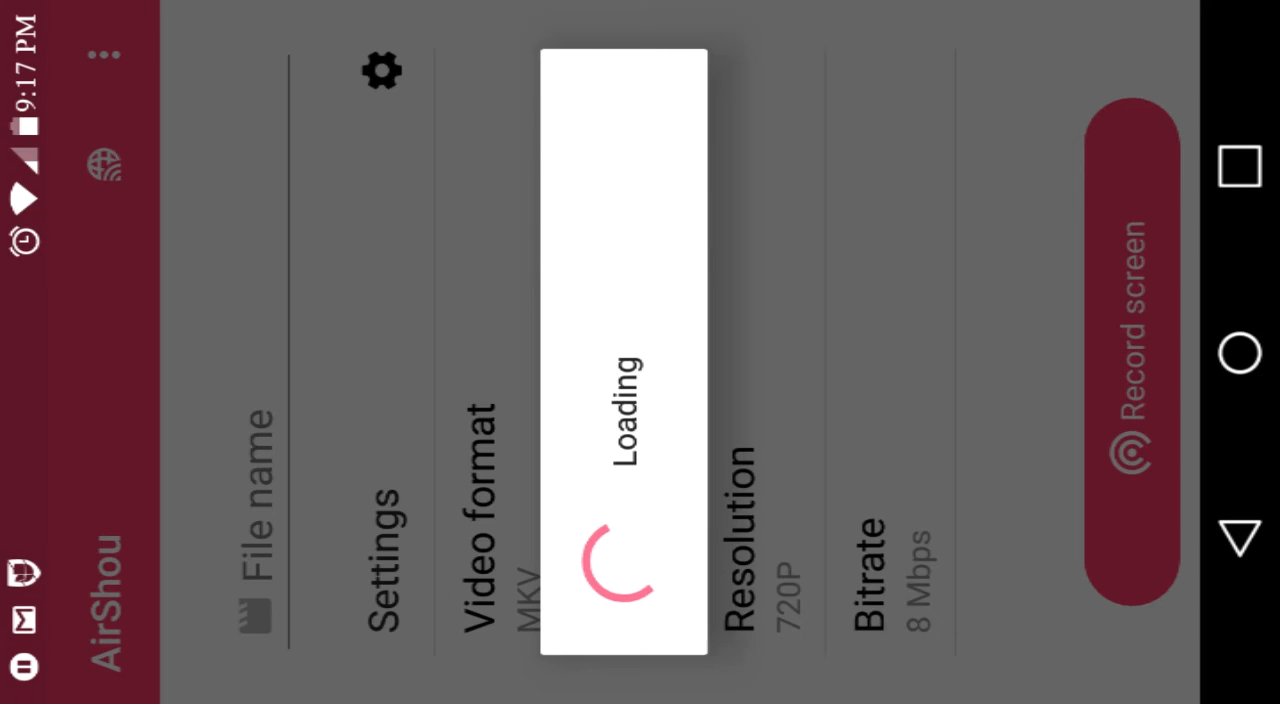 9:17 PM
AirShou
File name
Settings
Video format
MKV
Loading
Resolution
720P
Bitrate
8 Mbps
Record screen